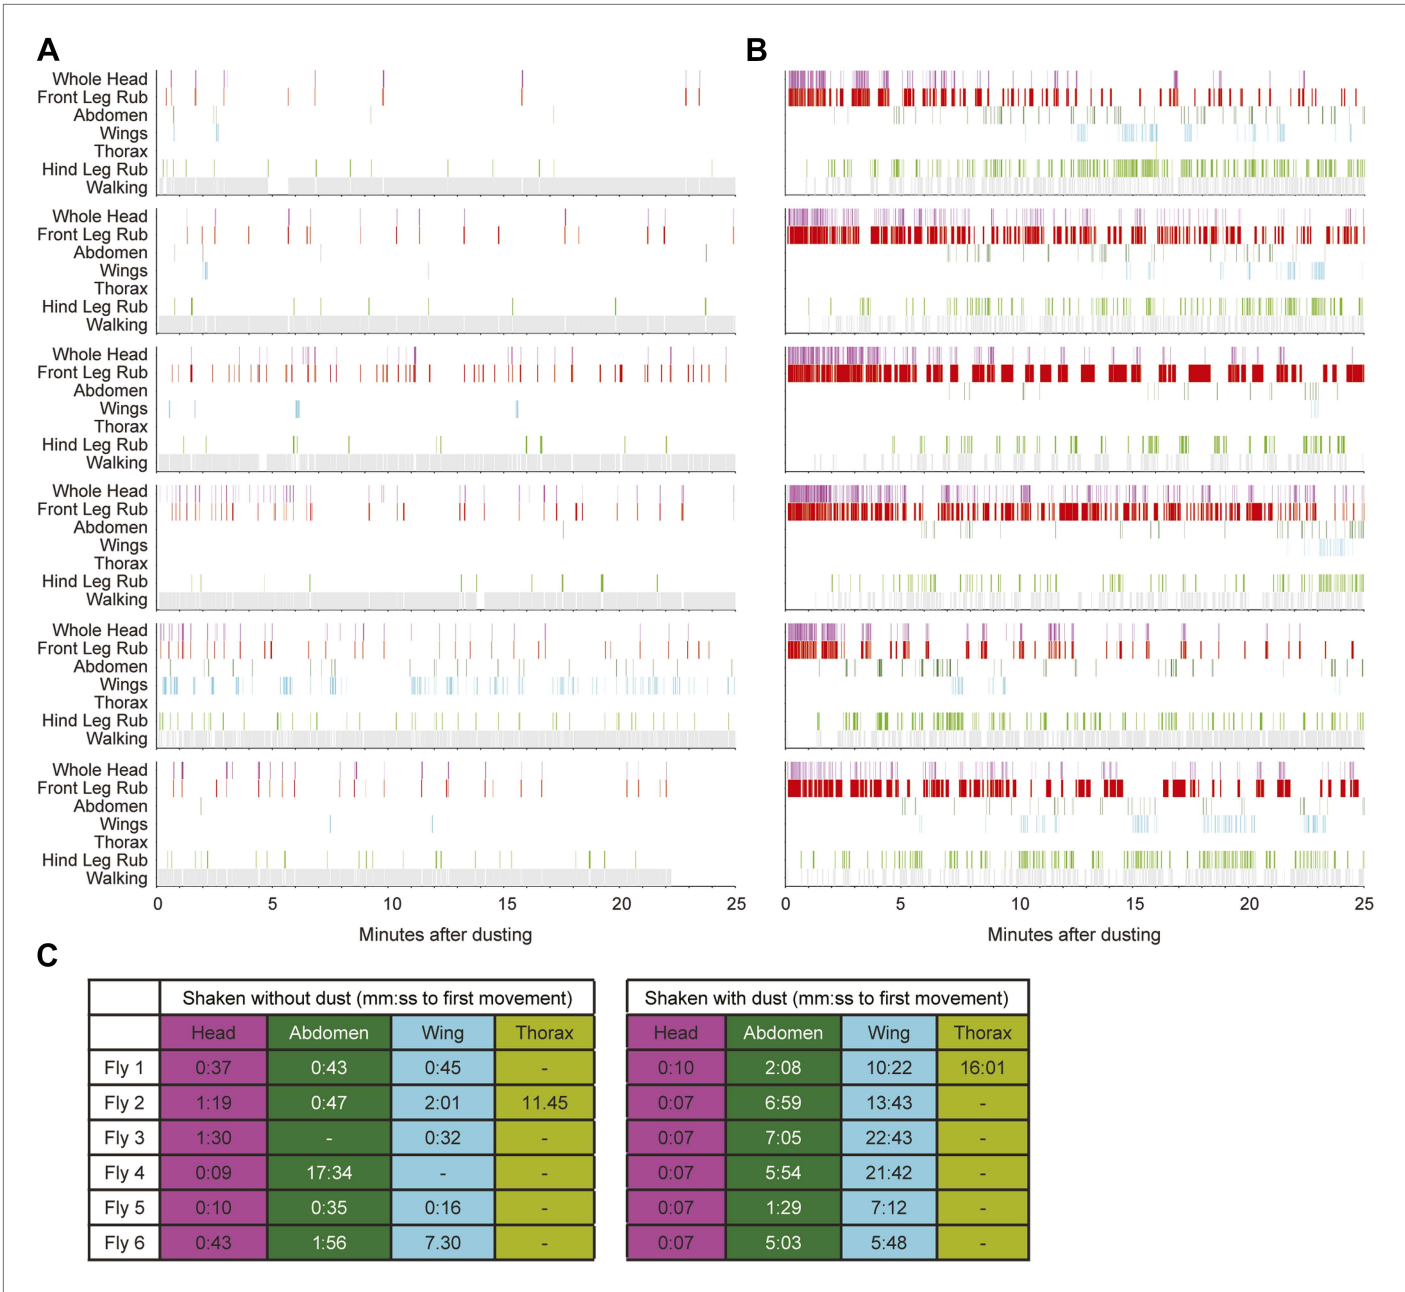 A
Whole Head
Front Leg Rub
Abdomen
Wings
Thorax
Hind Leg Rub
Walking
Whole Head
Front Leg Rub
Abdomen
Wings
Thorax
Hind Leg Rub
Walking
Whole Head
Front Leg Rub
Abdomen
Wings
Thorax
Hind Leg Rub
Walking
Whole Head
Front Leg Rub
Abdomen
Wings
Thorax
Hind Leg Rub
Walking
Whole Head
Front Leg Rub
Abdomen
Wings
Thorax
Hind Leg Rub
Walking
Whole Head
Front Leg Rub
Abdomen
Wings
Thorax
Hind Leg Rub
Walking
0 5 10 15 20 25
Minutes after dusting
B
0 5 10 15 20 25
Minutes after dusting
C
Shaken without dust (mm:ss to first movement)
Head Abdomen Wing Thorax
Fly 1 0:37 0:43 0:45 -
Fly 2 1:19 0:47 2:01 11.45
Fly 3 1:30 - 0:32 -
Fly 4 0:09 17:34 - -
Fly 5 0:10 0:35 0:16 -
Fly 6 0:43 1:56 7.30 -
Shaken with dust (mm:ss to first movement)
Head Abdomen Wing Thorax
0:10 2:08 10:22 16:01
0:07 6:59 13:43 -
0:07 7:05 22:43 -
0:07 5:54 21:42 -
0:07 1:29 7:12 -
0:07 5:03 5:48 -